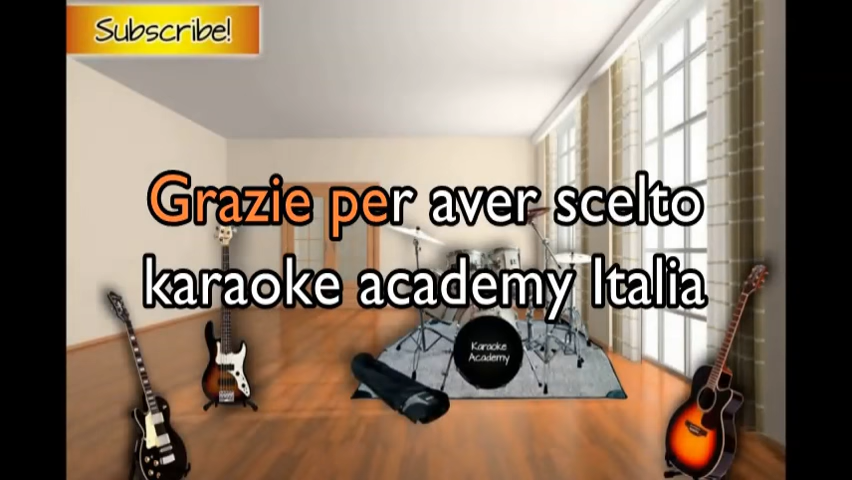 Subscribe!
Grazie per aver scelto
karaoke academy Italia
Karaoke
Academy